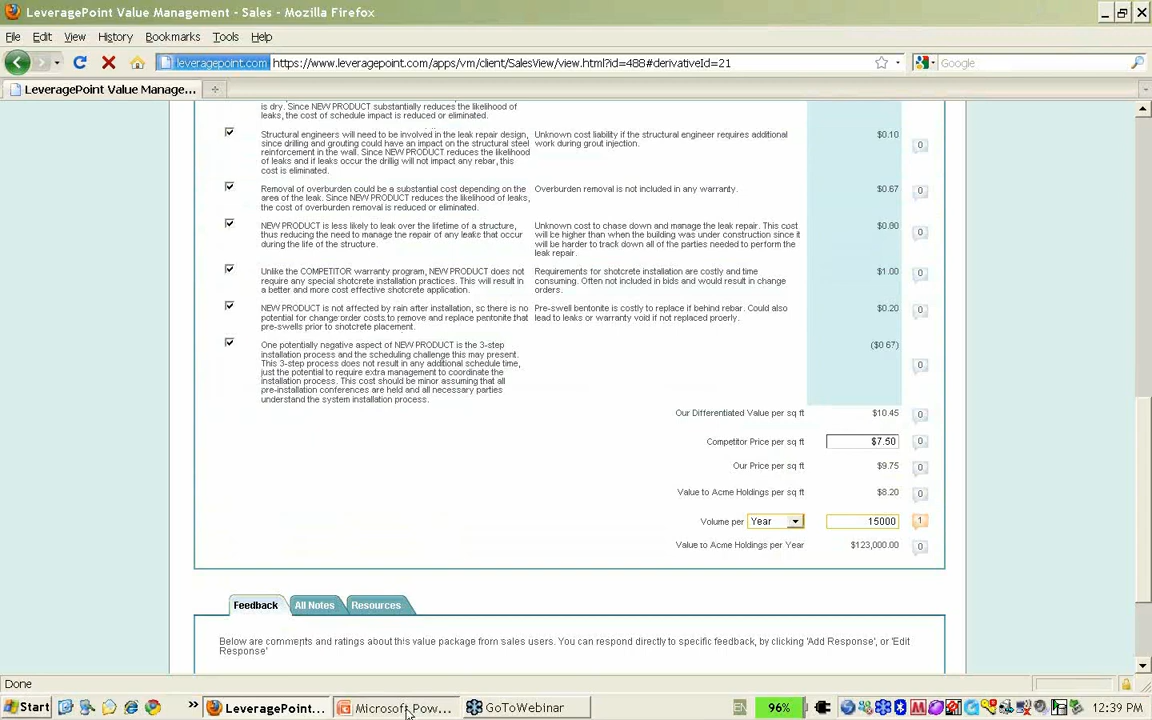 LeveragePoint Value Management - Sales - Mozilla Firefox
File Edit View History Bookmarks Tools Help
leveragepoint.com https://www.leveragepoint.com/apps/vm/client/SalesView/view.html?id=488#derivativeId=21
Google
LeveragePoint Value Manage...
is dry. Since NEW PRODUCT substantially reduces the likelihood of
leaks, the cost of schedule impact is reduced or eliminated.
Structural engineers will need to be involved in the leak repair design,
since drilling and grouting could have an impact on the structural steel
reinforcement in the wall. Since NEW PRODUCT reduces the likelihood
of leaks and if leaks occur the drillig will not impact any rebar, this
cost is eliminated.
Unknown cost liability if the structural engineer requires additional
work during grout injection.
$0.10
0
Removal of overburden could be a substantial cost depending on the
area of the leak. Since NEW PRODUCT reduces the likelihood of leaks,
the cost of overburden removal is reduced or eliminated.
Overburden removal is not included in any warranty.
$0.67
0
NEW PRODUCT is less likely to leak over the lifetime of a structure,
thus reducing the need to manage the repair of any leaks that occur
during the life of the structure.
Unknown cost to chase down and manage the leak repair. This cost
will be higher than when the building was under construction since it
will be harder to track down all of the parties needed to perform the
leak repair.
$0.80
0
Unlike the COMPETITOR warranty program, NEW PRODUCT does not
require any special shotcrete installation practices. This will result in
a better and more cost effective shotcrete application.
Requirements for shotcrete installation are costly and time
consuming. Often not included in bids and would result in change
orders.
$1.00
0
NEW PRODUCT is not affected by rain after installation, so there is no
potential for change order costs to remove and replace bentonite that
pre-swells prior to shotcrete placement.
Pre-swell bentonite is costly to replace if behind rebar. Could also
lead to leaks or warranty void if not replaced proerly.
$0.20
0
One potentially negative aspect of NEW PRODUCT is the 3-step
installation process and the scheduling challenge this may present.
This 3-step process does not result in any additional schedule time,
just the potential to require extra management to coordinate the
installation process. This cost should be minor assuming that all
pre-installation conferences are held and all necessary parties
understand the system installation process.
($0.67)
0
Our Differentiated Value per sq ft $10.45 0
Competitor Price per sq ft $7.50 0
Our Price per sq ft $9.75 0
Value to Acme Holdings per sq ft $8.20 0
Volume per Year 15000 1
Value to Acme Holdings per Year $123,000.00 0
Feedback All Notes Resources
Below are comments and ratings about this value package from sales users. You can respond directly to specific feedback, by clicking 'Add Response', or 'Edit
Response'
Done
Start » LeveragePoint... Microsoft Pow... GoToWebinar EN 96% 12:39 PM